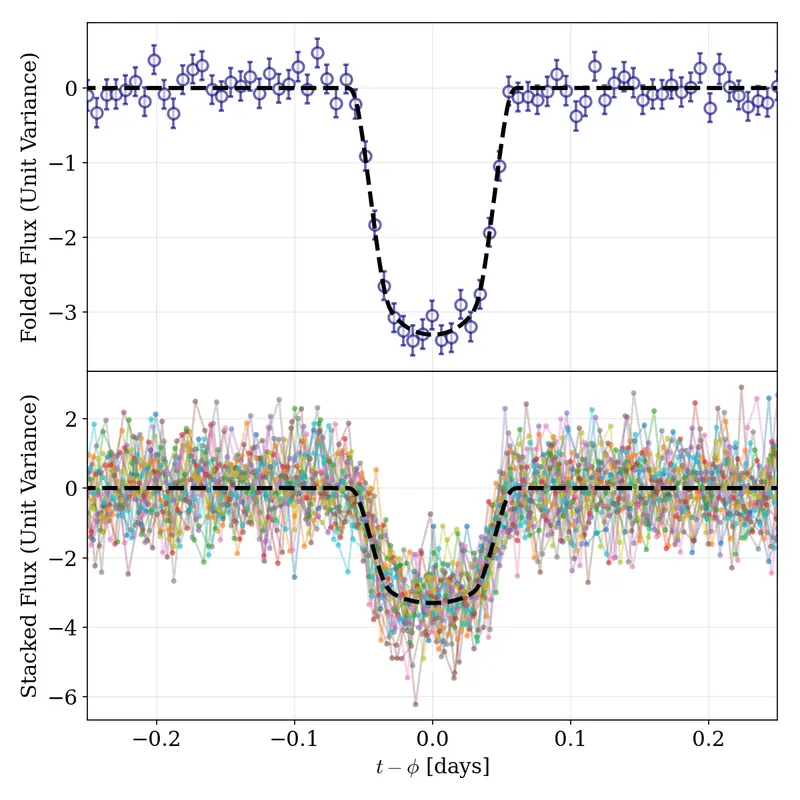 Folded Flux (Unit Variance)
0
−1
−2
−3
Stacked Flux (Unit Variance)
2
0
−2
−4
−6
−0.2 −0.1 0.0 0.1 0.2
t − ϕ [days]